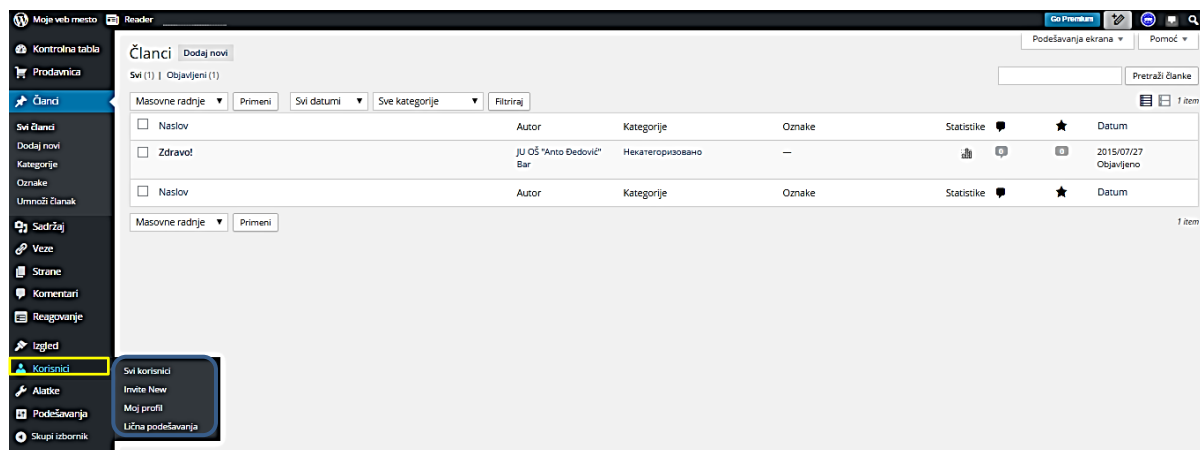 Moje veb mesto Reader Go Premium
Kontrolna tabla
Prodavnica
Članci
Svi članci
Dodaj novi
Kategorije
Oznake
Umnoži članak
Sadržaj
Veze
Strane
Komentari
Reagovanje
Izgled
Korisnici
Alatke
Podešavanja
Skupi izbornik
Svi korisnici
Invite New
Moj profil
Lična podešavanja
Podešavanja ekrana Pomoć
Članci Dodaj novi
Svi (1) | Objavljeni (1)
Pretraži članke
Masovne radnje Primeni Svi datumi Sve kategorije Filtriraj 1 item
Naslov Autor Kategorije Oznake Statistike Datum
Zdravo! JU OŠ "Anto Đedović" Некатегоризовано — 0 0 2015/07/27
Bar Objavljeno
Naslov Autor Kategorije Oznake Statistike Datum
Masovne radnje Primeni 1 item